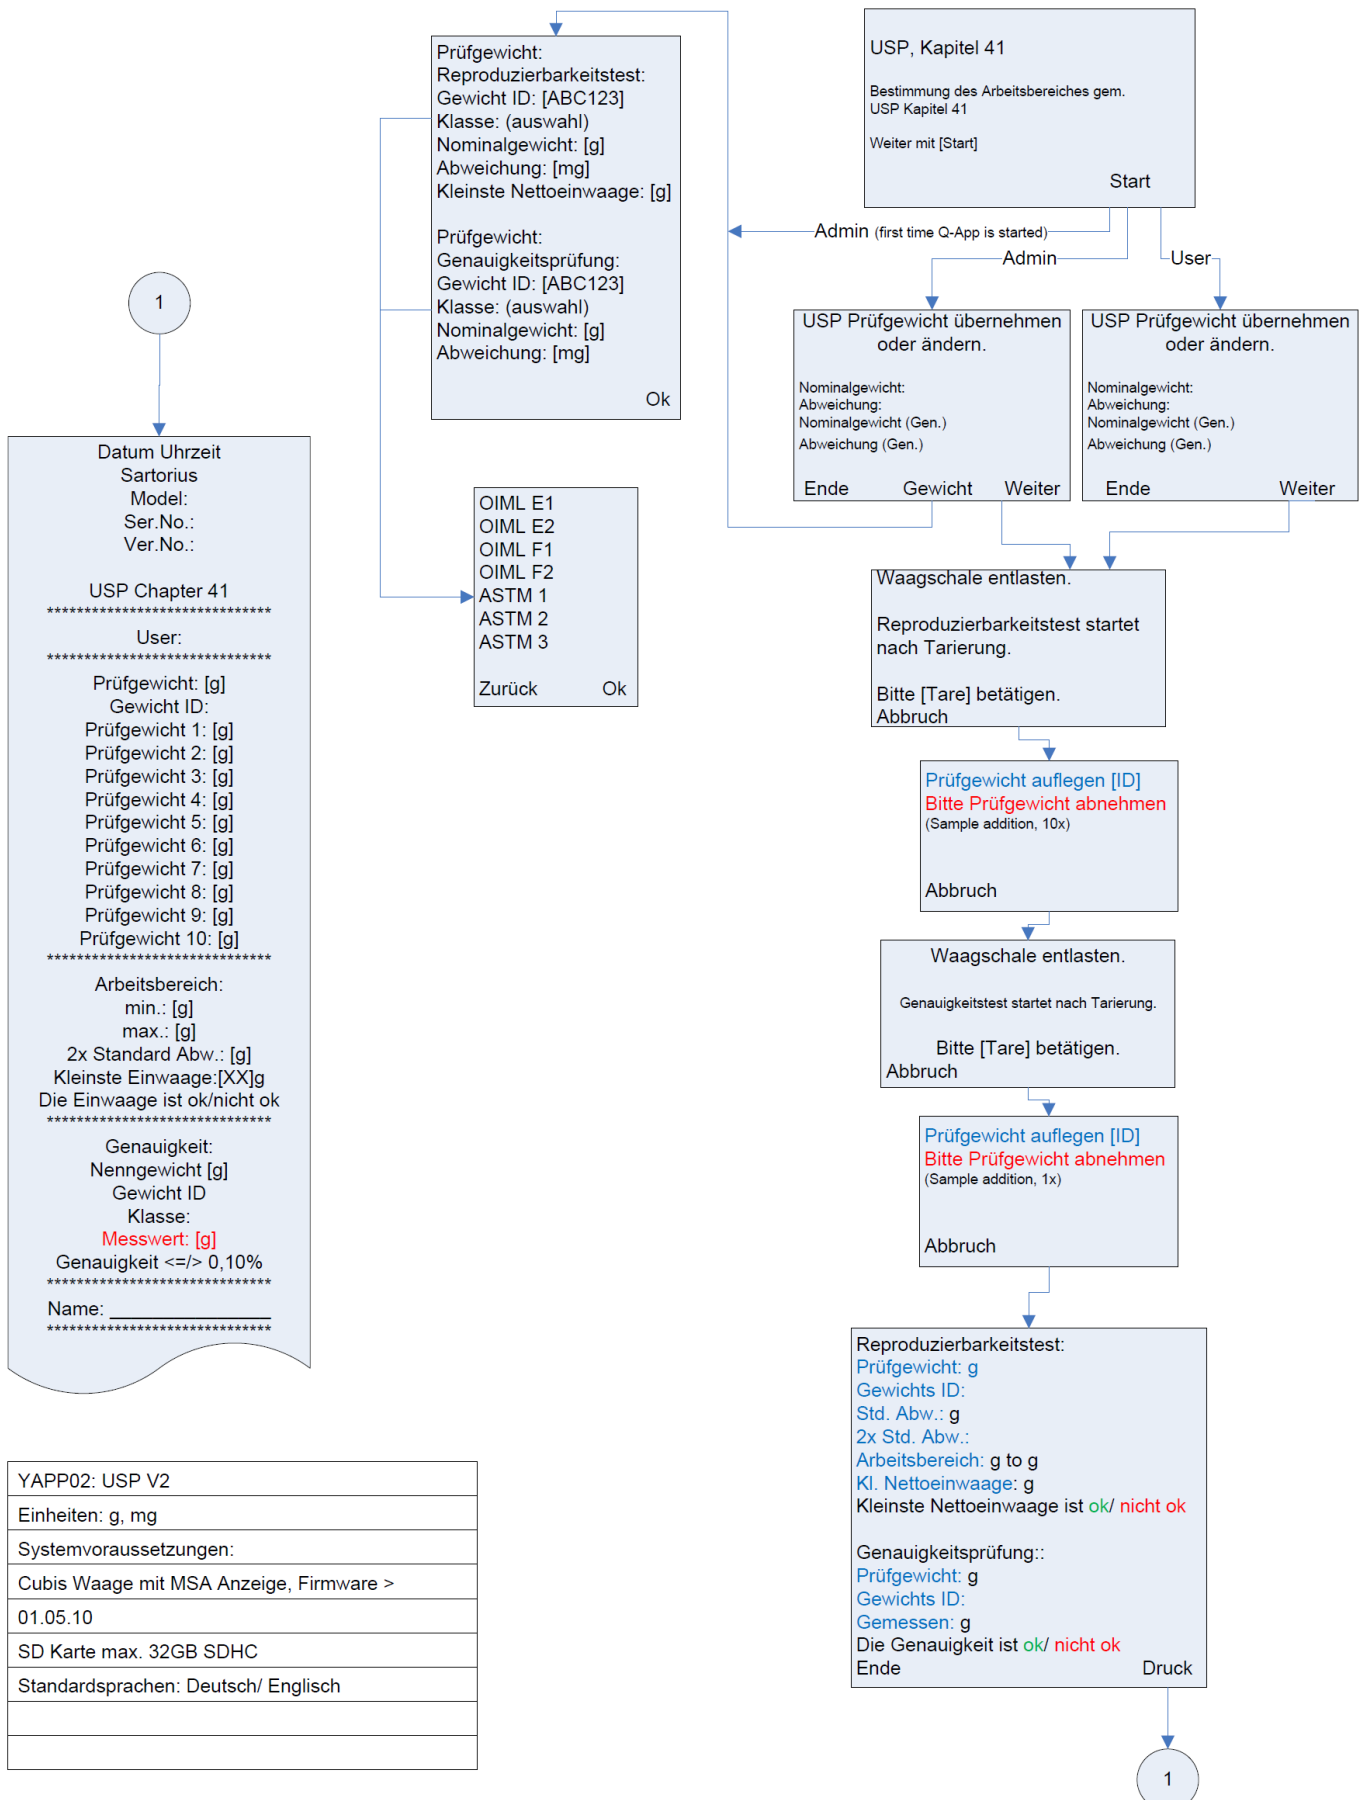 USP, Kapitel 41
Bestimmung des Arbeitsbereiches gem.
USP Kapitel 41
Weiter mit [Start]
Start
Admin (first time Q-App is started)
Admin
User
Prüfgewicht:
Reproduzierbarkeitstest:
Gewicht ID: [ABC123]
Klasse: (auswahl)
Nominalgewicht: [g]
Abweichung: [mg]
Kleinste Nettoeinwaage: [g]
Prüfgewicht:
Genauigkeitsprüfung:
Gewicht ID: [ABC123]
Klasse: (auswahl)
Nominalgewicht: [g]
Abweichung: [mg]
Ok
OIML E1
OIML E2
OIML F1
OIML F2
ASTM 1
ASTM 2
ASTM 3
Zurück Ok
USP Prüfgewicht übernehmen
oder ändern.
Nominalgewicht:
Abweichung:
Nominalgewicht (Gen.)
Abweichung (Gen.)
Ende Gewicht Weiter
USP Prüfgewicht übernehmen
oder ändern.
Nominalgewicht:
Abweichung:
Nominalgewicht (Gen.)
Abweichung (Gen.)
Ende Weiter
Waagschale entlasten.
Reproduzierbarkeitstest startet
nach Tarierung.
Bitte [Tare] betätigen.
Abbruch
Prüfgewicht auflegen [ID]
Bitte Prüfgewicht abnehmen
(Sample addition, 10x)
Abbruch
Waagschale entlasten.
Genauigkeitstest startet nach Tarierung.
Bitte [Tare] betätigen.
Abbruch
Prüfgewicht auflegen [ID]
Bitte Prüfgewicht abnehmen
(Sample addition, 1x)
Abbruch
Reproduzierbarkeitstest:
Prüfgewicht: g
Gewichts ID:
Std. Abw.: g
2x Std. Abw.:
Arbeitsbereich: g to g
Kl. Nettoeinwaage: g
Kleinste Nettoeinwaage ist ok/ nicht ok
Genauigkeitsprüfung::
Prüfgewicht: g
Gewichts ID:
Gemessen: g
Die Genauigkeit ist ok/ nicht ok
Ende Druck
1
1
Datum Uhrzeit
Sartorius
Model:
Ser.No.:
Ver.No.:
USP Chapter 41
******************************
User:
******************************
Prüfgewicht: [g]
Gewicht ID:
Prüfgewicht 1: [g]
Prüfgewicht 2: [g]
Prüfgewicht 3: [g]
Prüfgewicht 4: [g]
Prüfgewicht 5: [g]
Prüfgewicht 6: [g]
Prüfgewicht 7: [g]
Prüfgewicht 8: [g]
Prüfgewicht 9: [g]
Prüfgewicht 10: [g]
******************************
Arbeitsbereich:
min.: [g]
max.: [g]
2x Standard Abw.: [g]
Kleinste Einwaage:[XX]g
Die Einwaage ist ok/nicht ok
******************************
Genauigkeit:
Nenngewicht [g]
Gewicht ID
Klasse:
Messwert: [g]
Genauigkeit <=/> 0,10%
******************************
Name: _______________
******************************
YAPP02: USP V2
Einheiten: g, mg
Systemvoraussetzungen:
Cubis Waage mit MSA Anzeige, Firmware >
01.05.10
SD Karte max. 32GB SDHC
Standardsprachen: Deutsch/ Englisch